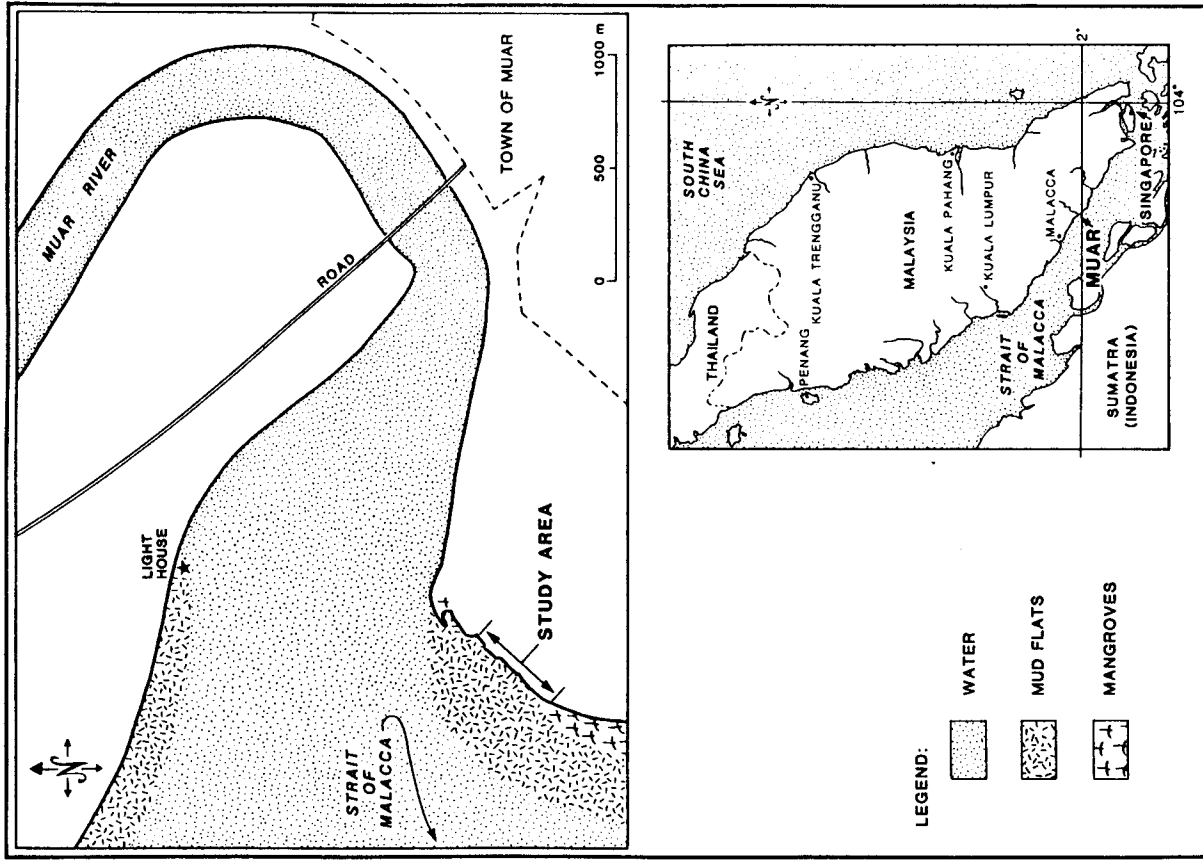 MUAR RIVER
ROAD
TOWN OF MUAR
LIGHT
HOUSE
N
STRAIT
OF
MALACCA
STUDY AREA
0 500 1000 m
LEGEND:
WATER
MUD FLATS
MANGROVES
SOUTH
CHINA
SEA
N
THAILAND
PENANG
KUALA TRENGGANU
MALAYSIA
KUALA PAHANG
KUALA LUMPUR
MALACCA
MUAR
STRAIT
OF
MALACCA
SUMATRA
(INDONESIA)
(SINGAPORE)
2°
104°